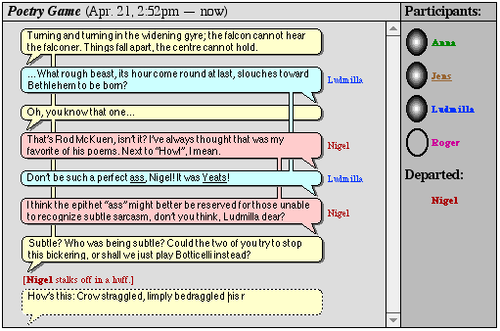 Poetry Game (Apr. 21, 2:52pm — now)
Turning and turning in the widening gyre; the falcon cannot hear
the falconer. Things fall apart, the centre cannot hold.
...What rough beast, its hour come round at last, slouches toward
Bethlehem to be born?
Ludmilla
Oh, you know that one...
That's Rod McKuen, isn't it? I've always thought that was my
favorite of his poems. Next to "Howl", I mean.
Nigel
Don't be such a perfect ass, Nigel! It was Yeats!
Ludmilla
I think the epithet "ass" might better be reserved for those unable
to recognize subtle sarcasm, don't you think, Ludmilla dear?
Nigel
Subtle? Who was being subtle? Could the two of you try to stop
this bickering, or shall we just play Botticelli instead?
[Nigel stalks off in a huff.]
How's this: Crow straggled, limply bedraggled his r
Participants:
Anna
Jens
Ludmilla
Roger
Departed:
Nigel